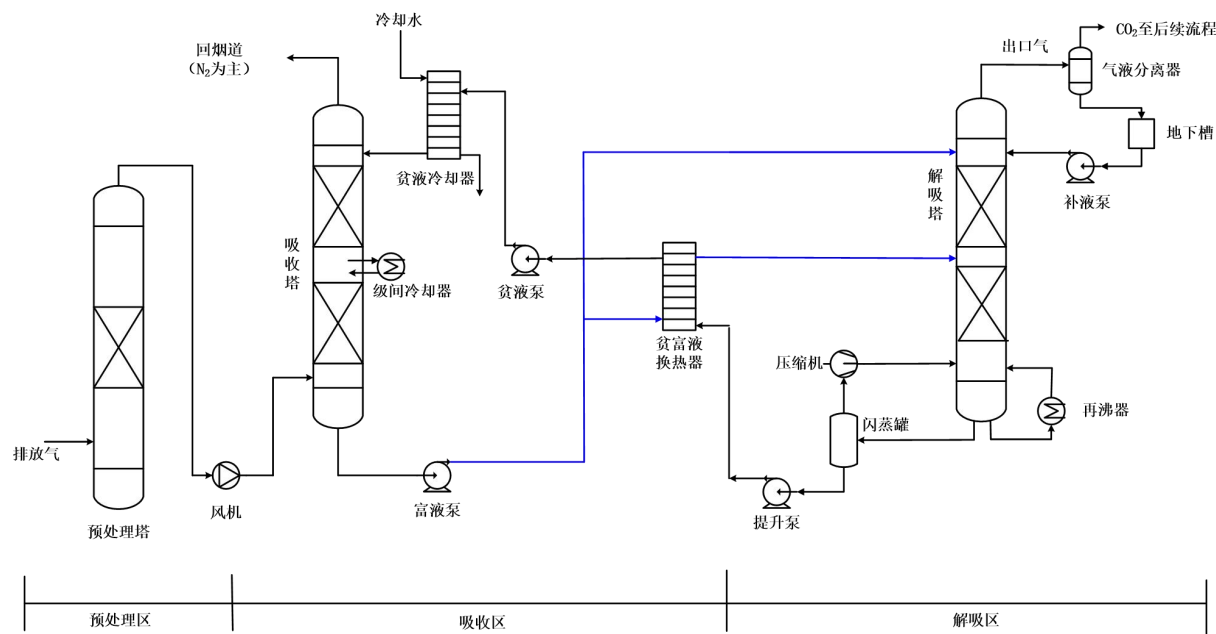 冷却水
回烟道
（N₂为主）
出口气
CO₂至后续流程
气液分离器
地下槽
贫液冷却器
解吸塔
补液泵
吸收塔
级间冷却器
贫液泵
贫富液
换热器
压缩机
闪蒸罐
再沸器
排放气
预处理塔
风机
富液泵
提升泵
预处理区
吸收区
解吸区